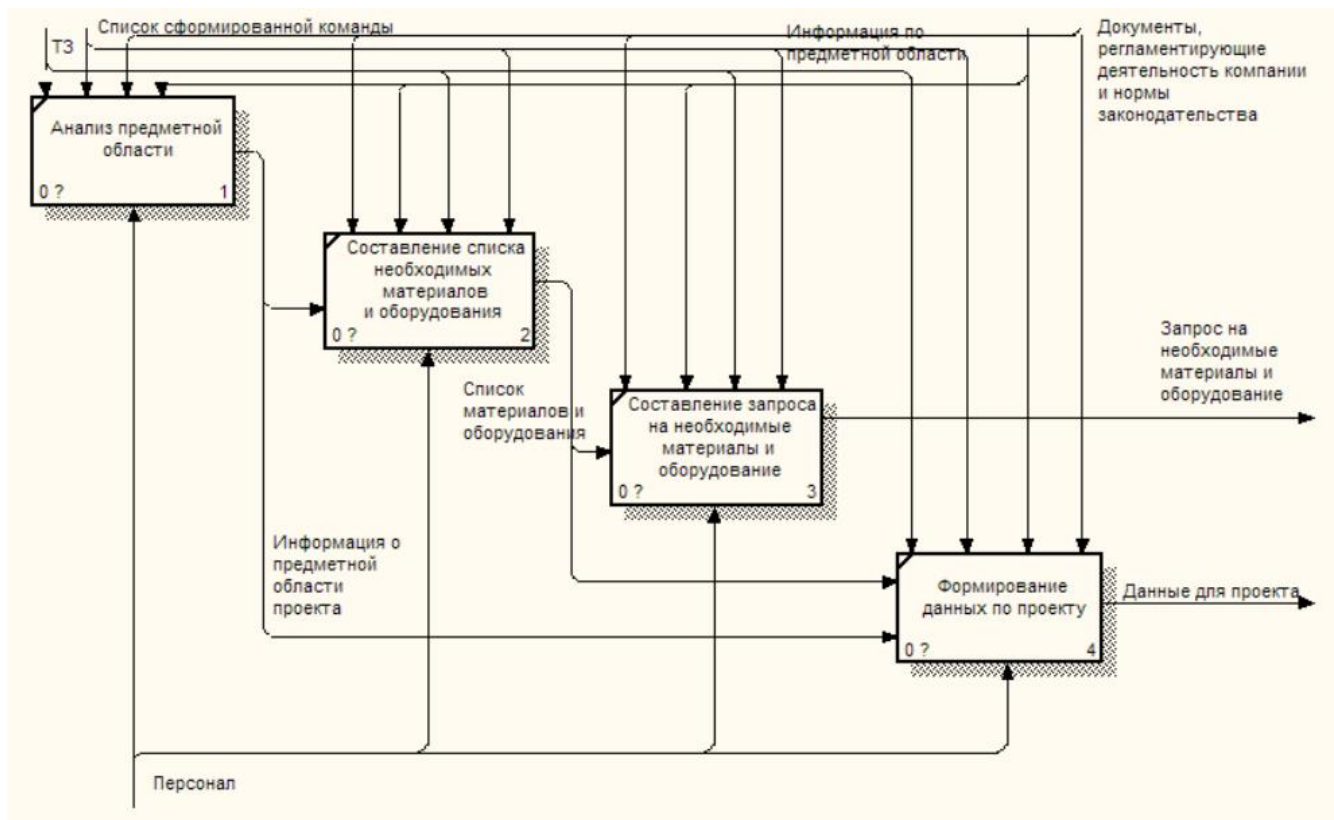 Список сформированной команды
ТЗ
Информация по
предметной области
Документы,
регламентирующие
деятельность компании
и нормы
законодательства
Анализ предметной
области
0 ?
1
Составление списка
необходимых
материалов
и оборудования
0 ?
2
Список
материалов и
оборудования
Составление запроса
на необходимые
материалы и
оборудование
0 ?
3
Запрос на
необходимые
материалы и
оборудование
Информация о
предметной
области
проекта
Формирование
данных по проекту
0 ?
4
Данные для проекта
Персонал